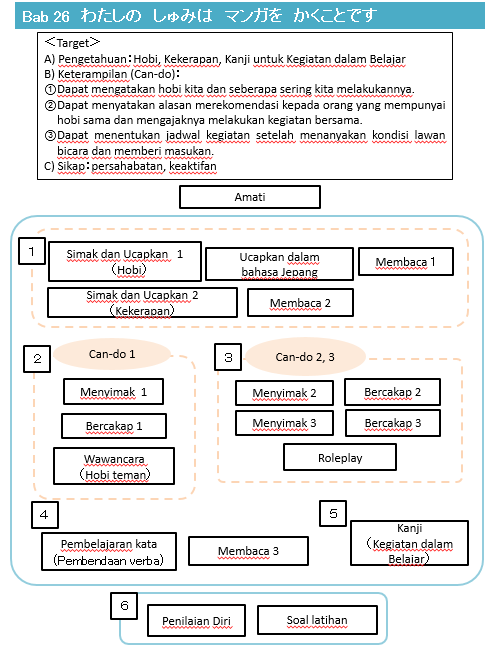 Bab 26 わたしの しゅみは マンガを かくことです
＜Target＞
A) Pengetahuan：Hobi, Kekerapan, Kanji untuk Kegiatan dalam Belajar
B) Keterampilan (Can-do)：
①Dapat mengatakan hobi kita dan seberapa sering kita melakukannya.
②Dapat menyatakan alasan merekomendasi kepada orang yang mempunyai
hobi sama dan mengajaknya melakukan kegiatan bersama.
③Dapat menentukan jadwal kegiatan setelah menanyakan kondisi lawan
bicara dan memberi masukan.
C) Sikap：persahabatan, keaktifan
Amati
1
Simak dan Ucapkan 1
（Hobi）
Ucapkan dalam
bahasa Jepang
Membaca 1
Simak dan Ucapkan 2
（Kekerapan）
Membaca 2
2
Can-do 1
Menyimak 1
Bercakap 1
Wawancara
（Hobi teman）
3
Can-do 2, 3
Menyimak 2
Bercakap 2
Menyimak 3
Bercakap 3
Roleplay
4
Pembelajaran kata
(Pembendaan verba)
Membaca 3
5
Kanji
（Kegiatan dalam
Belajar）
6
Penilaian Diri
Soal latihan